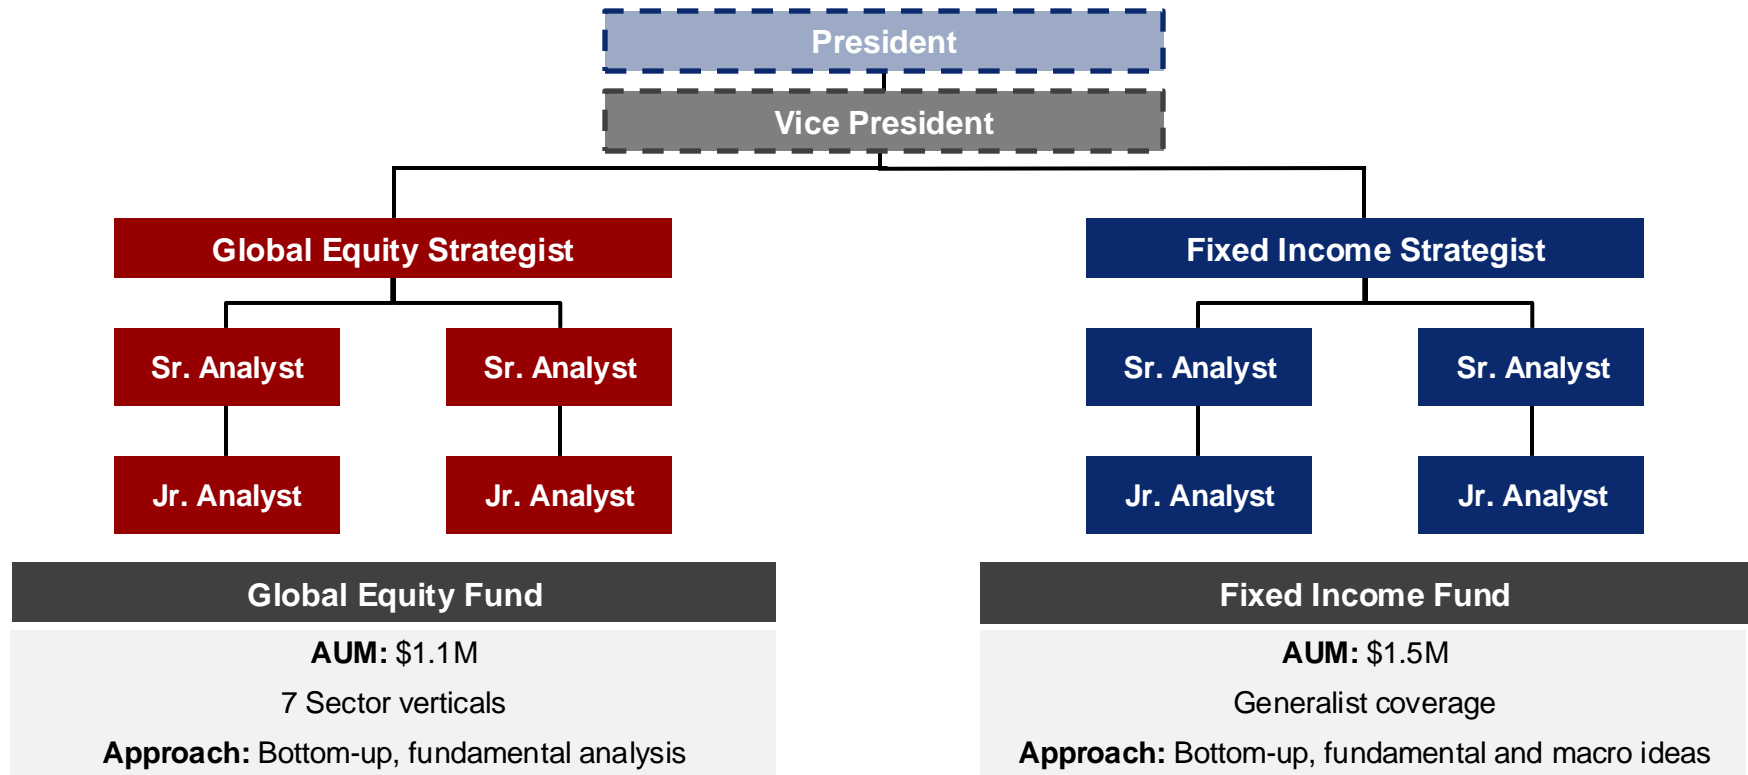 President
Vice President
Global Equity Strategist
Fixed Income Strategist
Sr. Analyst
Sr. Analyst
Sr. Analyst
Sr. Analyst
Jr. Analyst
Jr. Analyst
Jr. Analyst
Jr. Analyst
Global Equity Fund
AUM: $1.1M
7 Sector verticals
Approach: Bottom-up, fundamental analysis
Fixed Income Fund
AUM: $1.5M
Generalist coverage
Approach: Bottom-up, fundamental and macro ideas